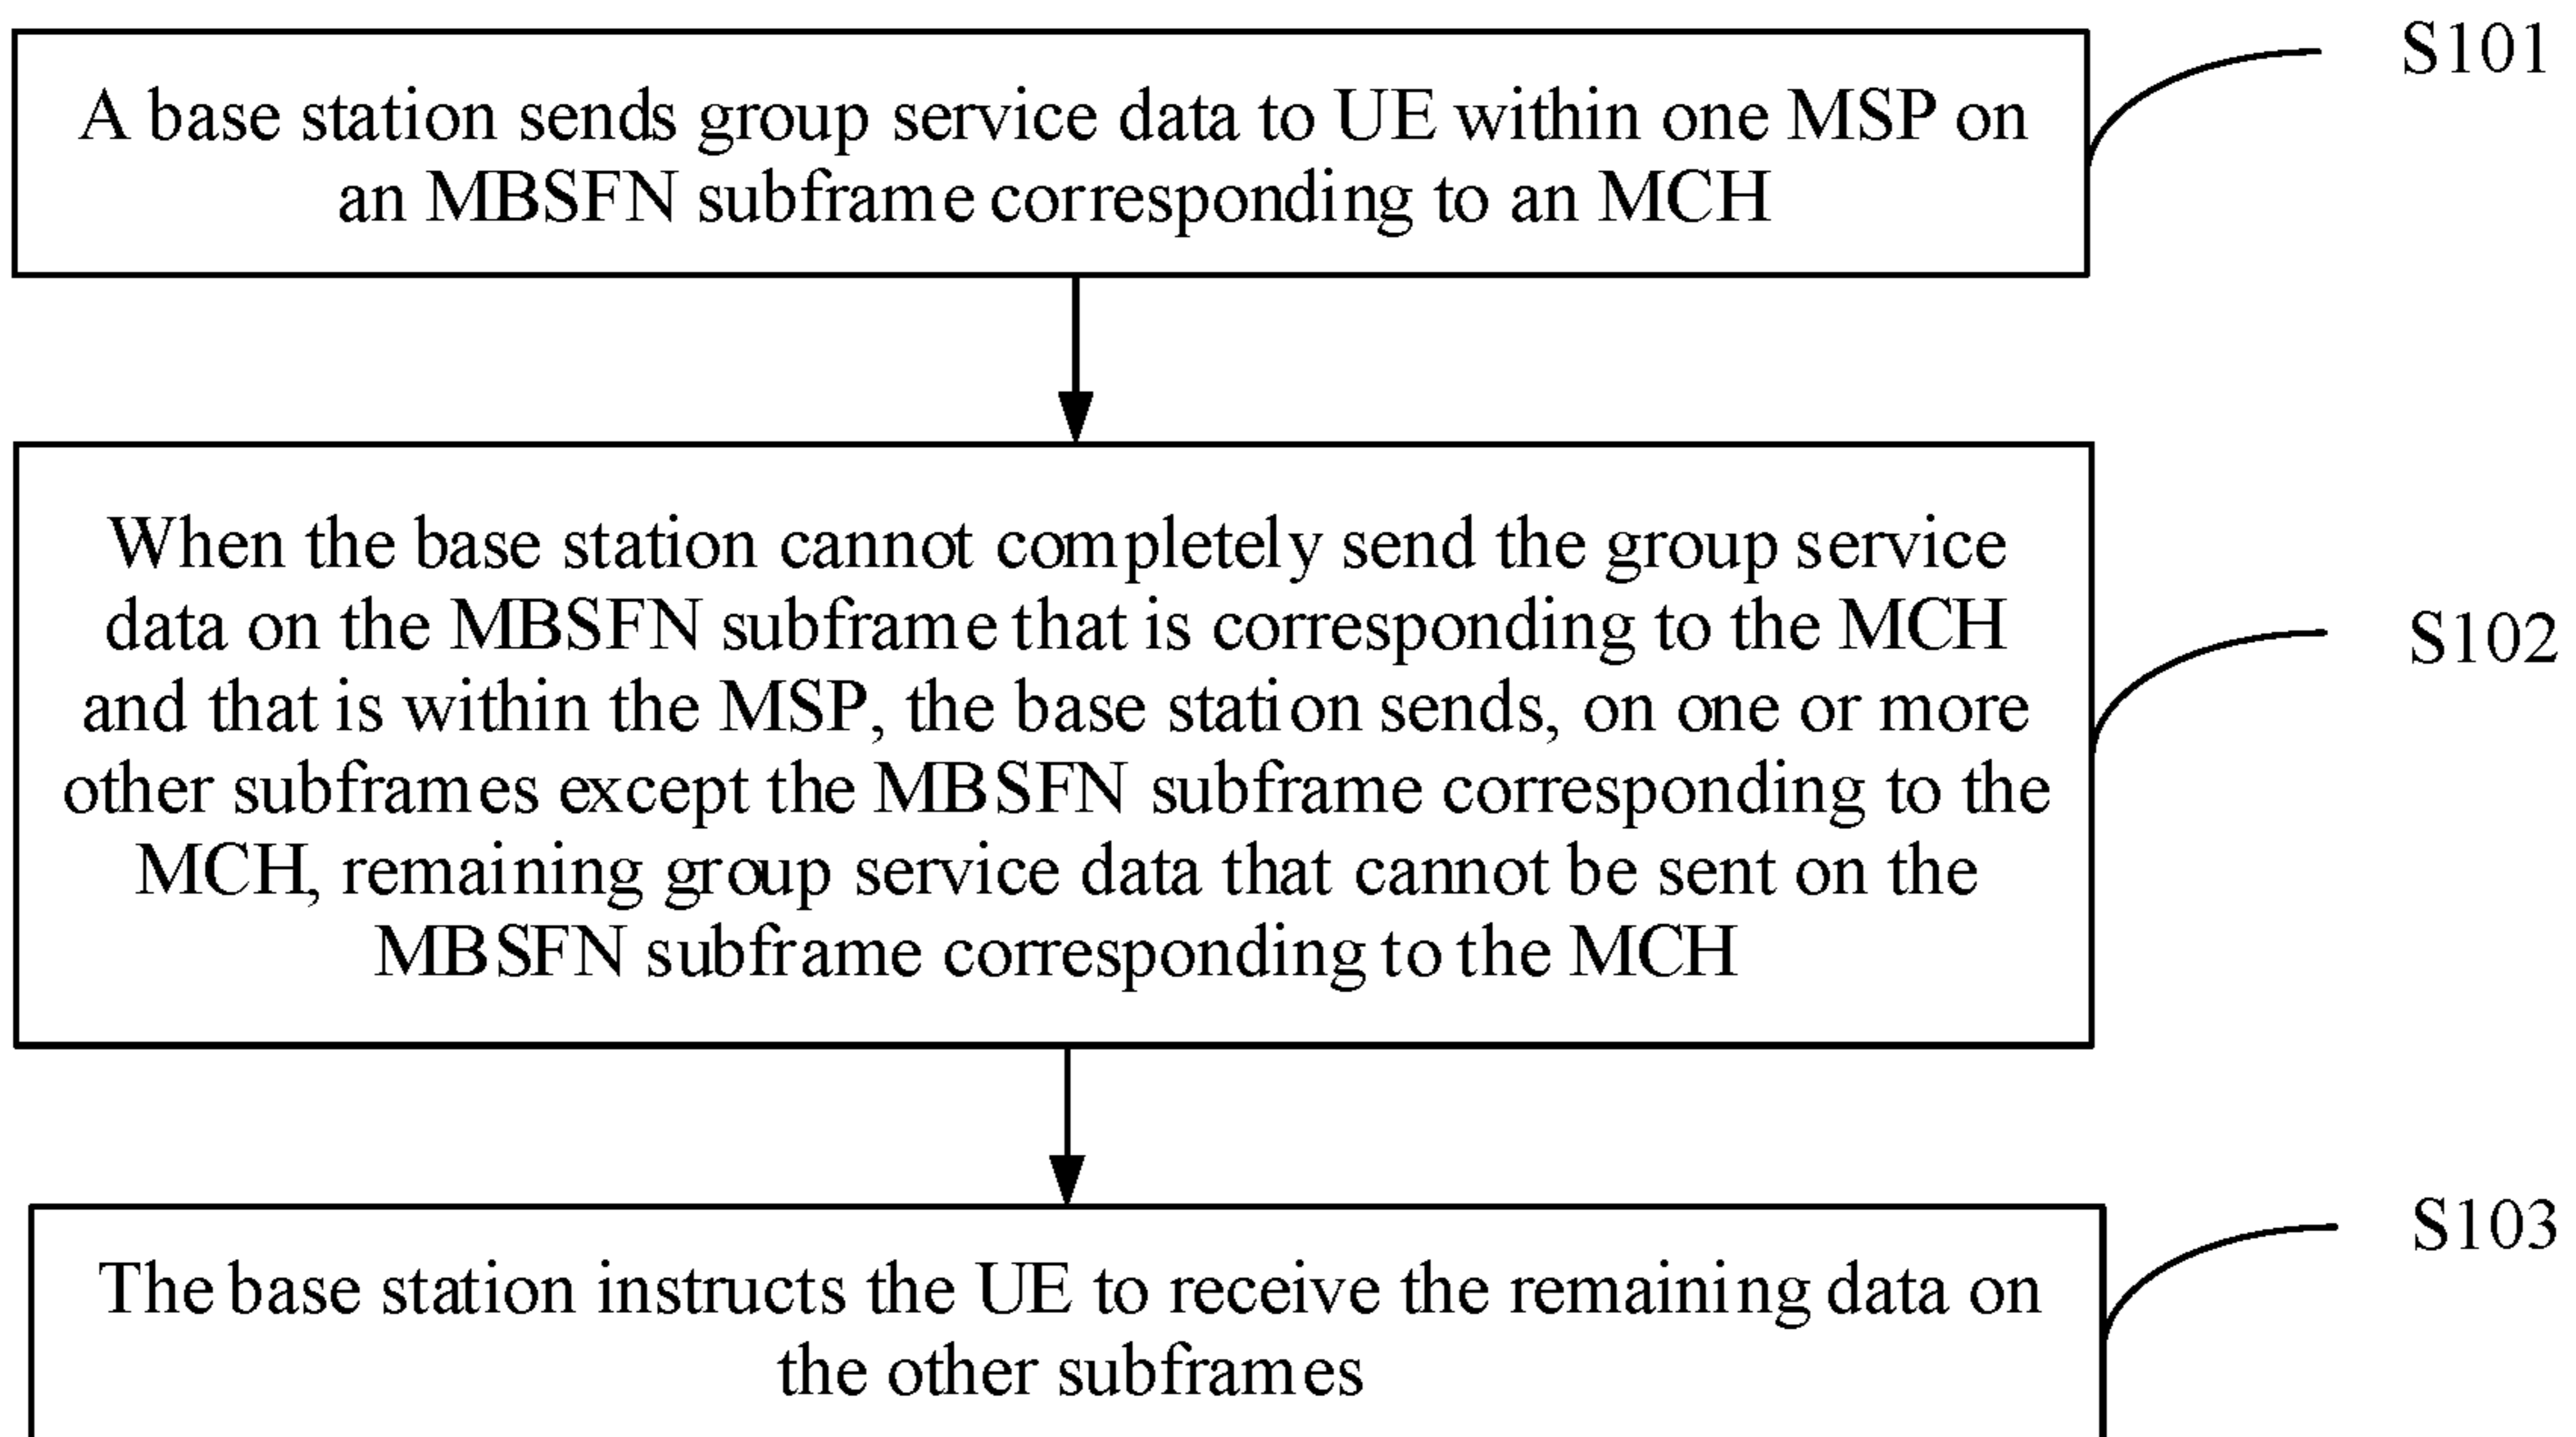 S101
A base station sends group service data to UE within one MSP on
an MBSFN subframe corresponding to an MCH
When the base station cannot completely send the group service
data on the MBSFN subframe that is corresponding to the MCH
S102
and that is within the MSP, the base station sends, on one or more
other subframes except the MBSFN subframe corresponding to the
MCH, remaining group service data that cannot be sent on the
MBSFN subframe corresponding to the MCH
S103
The base station instructs the UE to receive the remaining data on
the other subframes